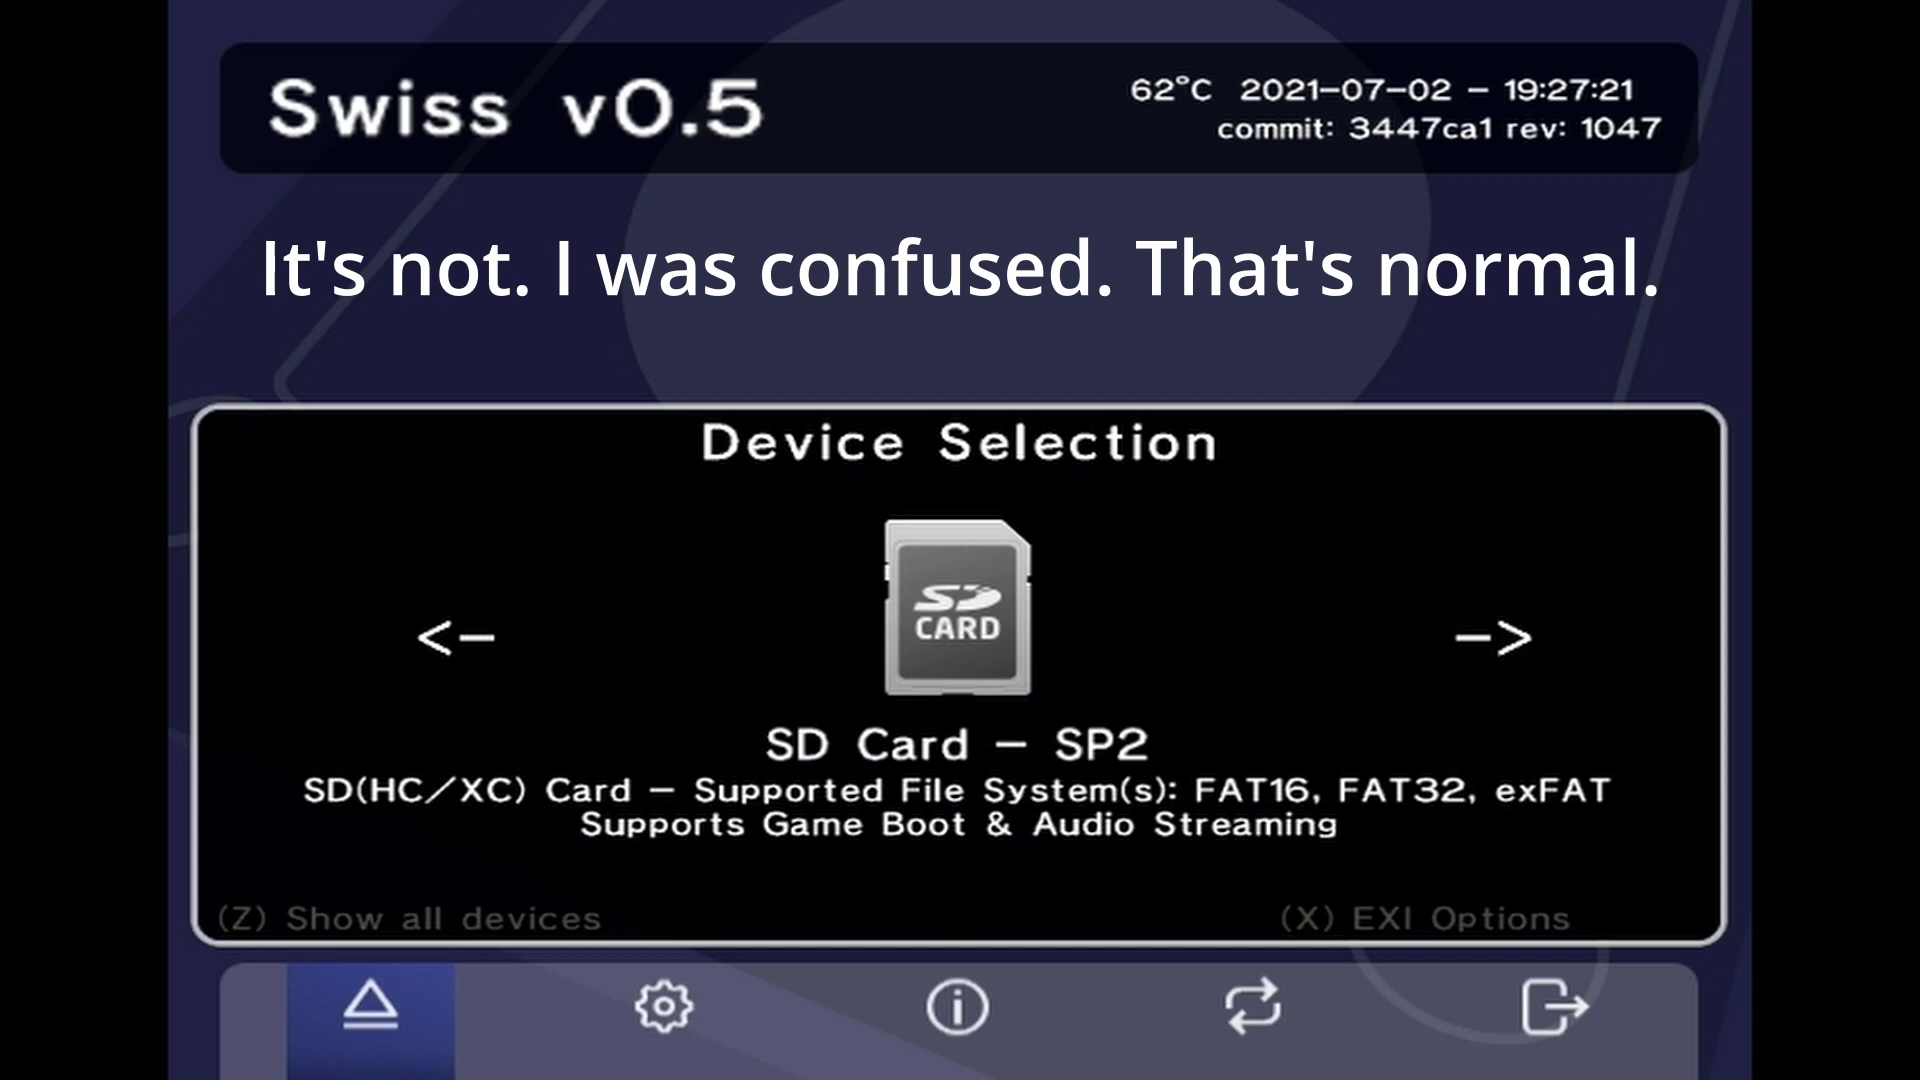 Swiss v0.5
62°C 2021-07-02 - 19:27:21
commit: 3447ca1 rev: 1047
It's not. I was confused. That's normal.
Device Selection
SD
CARD
<- ->
SD Card - SP2
SD(HC/XC) Card - Supported File System(s): FAT16, FAT32, exFAT
Supports Game Boot & Audio Streaming
(Z) Show all devices
(X) EXI Options